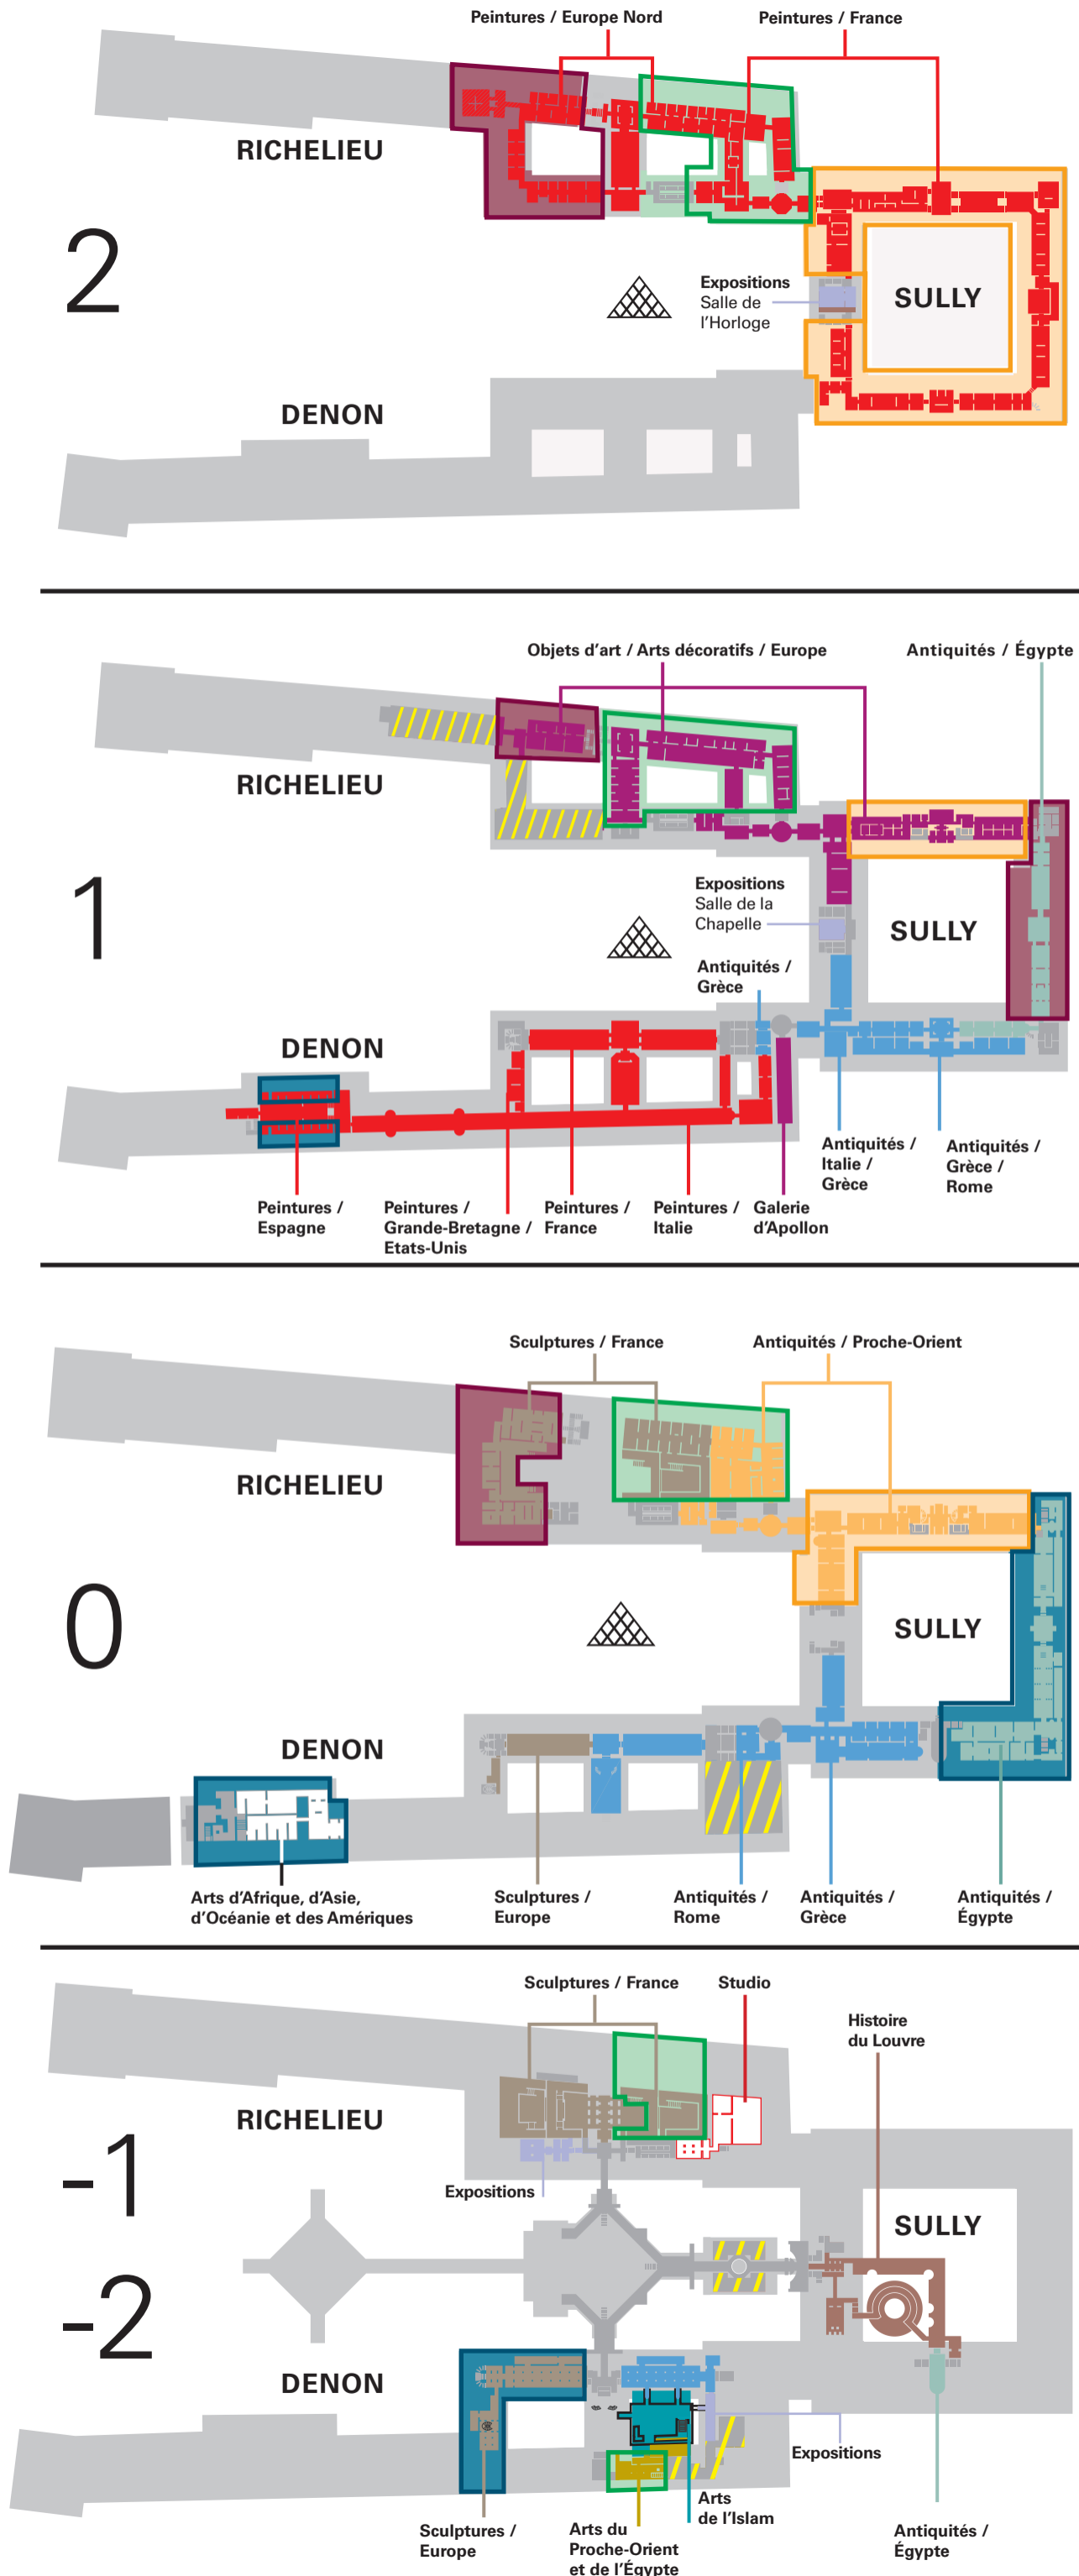 Peintures / Europe Nord
Peintures / France
RICHELIEU
2
Expositions
Salle de
l'Horloge
SULLY
DENON
Objets d'art / Arts décoratifs / Europe
Antiquités / Égypte
RICHELIEU
1
Expositions
Salle de la
Chapelle
SULLY
Antiquités /
Grèce
DENON
Antiquités /
Italie /
Grèce
Antiquités /
Grèce /
Rome
Peintures /
Espagne
Peintures /
Grande-Bretagne /
Etats-Unis
Peintures /
France
Peintures /
Italie
Galerie
d'Apollon
Sculptures / France
Antiquités / Proche-Orient
RICHELIEU
0
SULLY
DENON
Arts d'Afrique, d'Asie,
d'Océanie et des Amériques
Sculptures /
Europe
Antiquités /
Rome
Antiquités /
Grèce
Antiquités /
Égypte
Sculptures / France
Studio
Histoire
du Louvre
RICHELIEU
-1
Expositions
SULLY
-2
DENON
Expositions
Sculptures /
Europe
Arts du
Proche-Orient
et de l'Égypte
Arts
de l'Islam
Antiquités /
Égypte